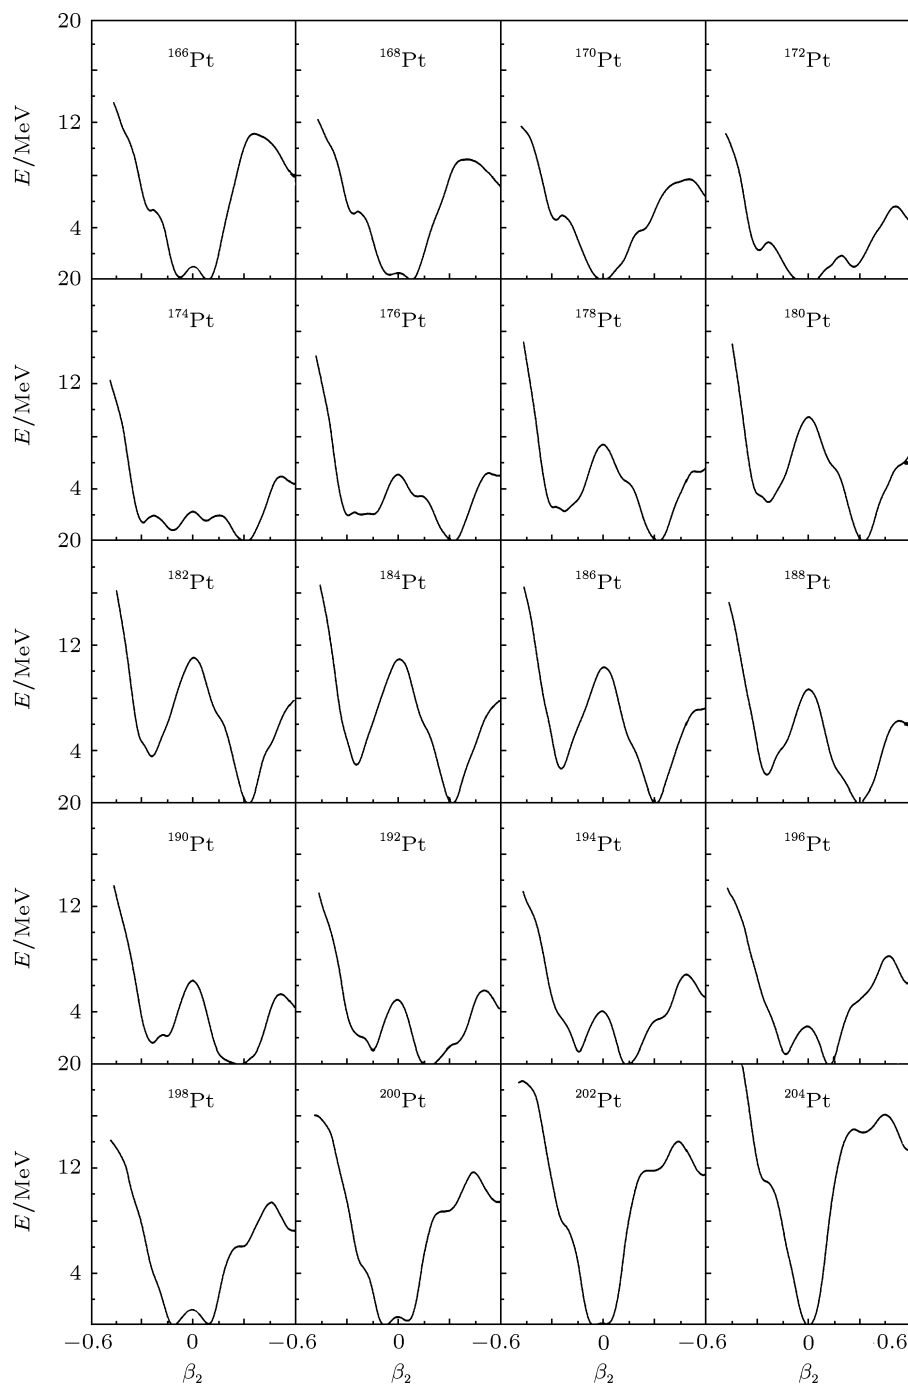 20
¹⁶⁶Pt ¹⁶⁸Pt ¹⁷⁰Pt ¹⁷²Pt
12
E/MeV
4
20
¹⁷⁴Pt ¹⁷⁶Pt ¹⁷⁸Pt ¹⁸⁰Pt
12
E/MeV
4
20
¹⁸²Pt ¹⁸⁴Pt ¹⁸⁶Pt ¹⁸⁸Pt
12
E/MeV
4
20
¹⁹⁰Pt ¹⁹²Pt ¹⁹⁴Pt ¹⁹⁶Pt
12
E/MeV
4
20
¹⁹⁸Pt ²⁰⁰Pt ²⁰²Pt ²⁰⁴Pt
12
E/MeV
4
−0.6 0 −0.6 0 −0.6 0 −0.6 0 0.6
β₂ β₂ β₂ β₂